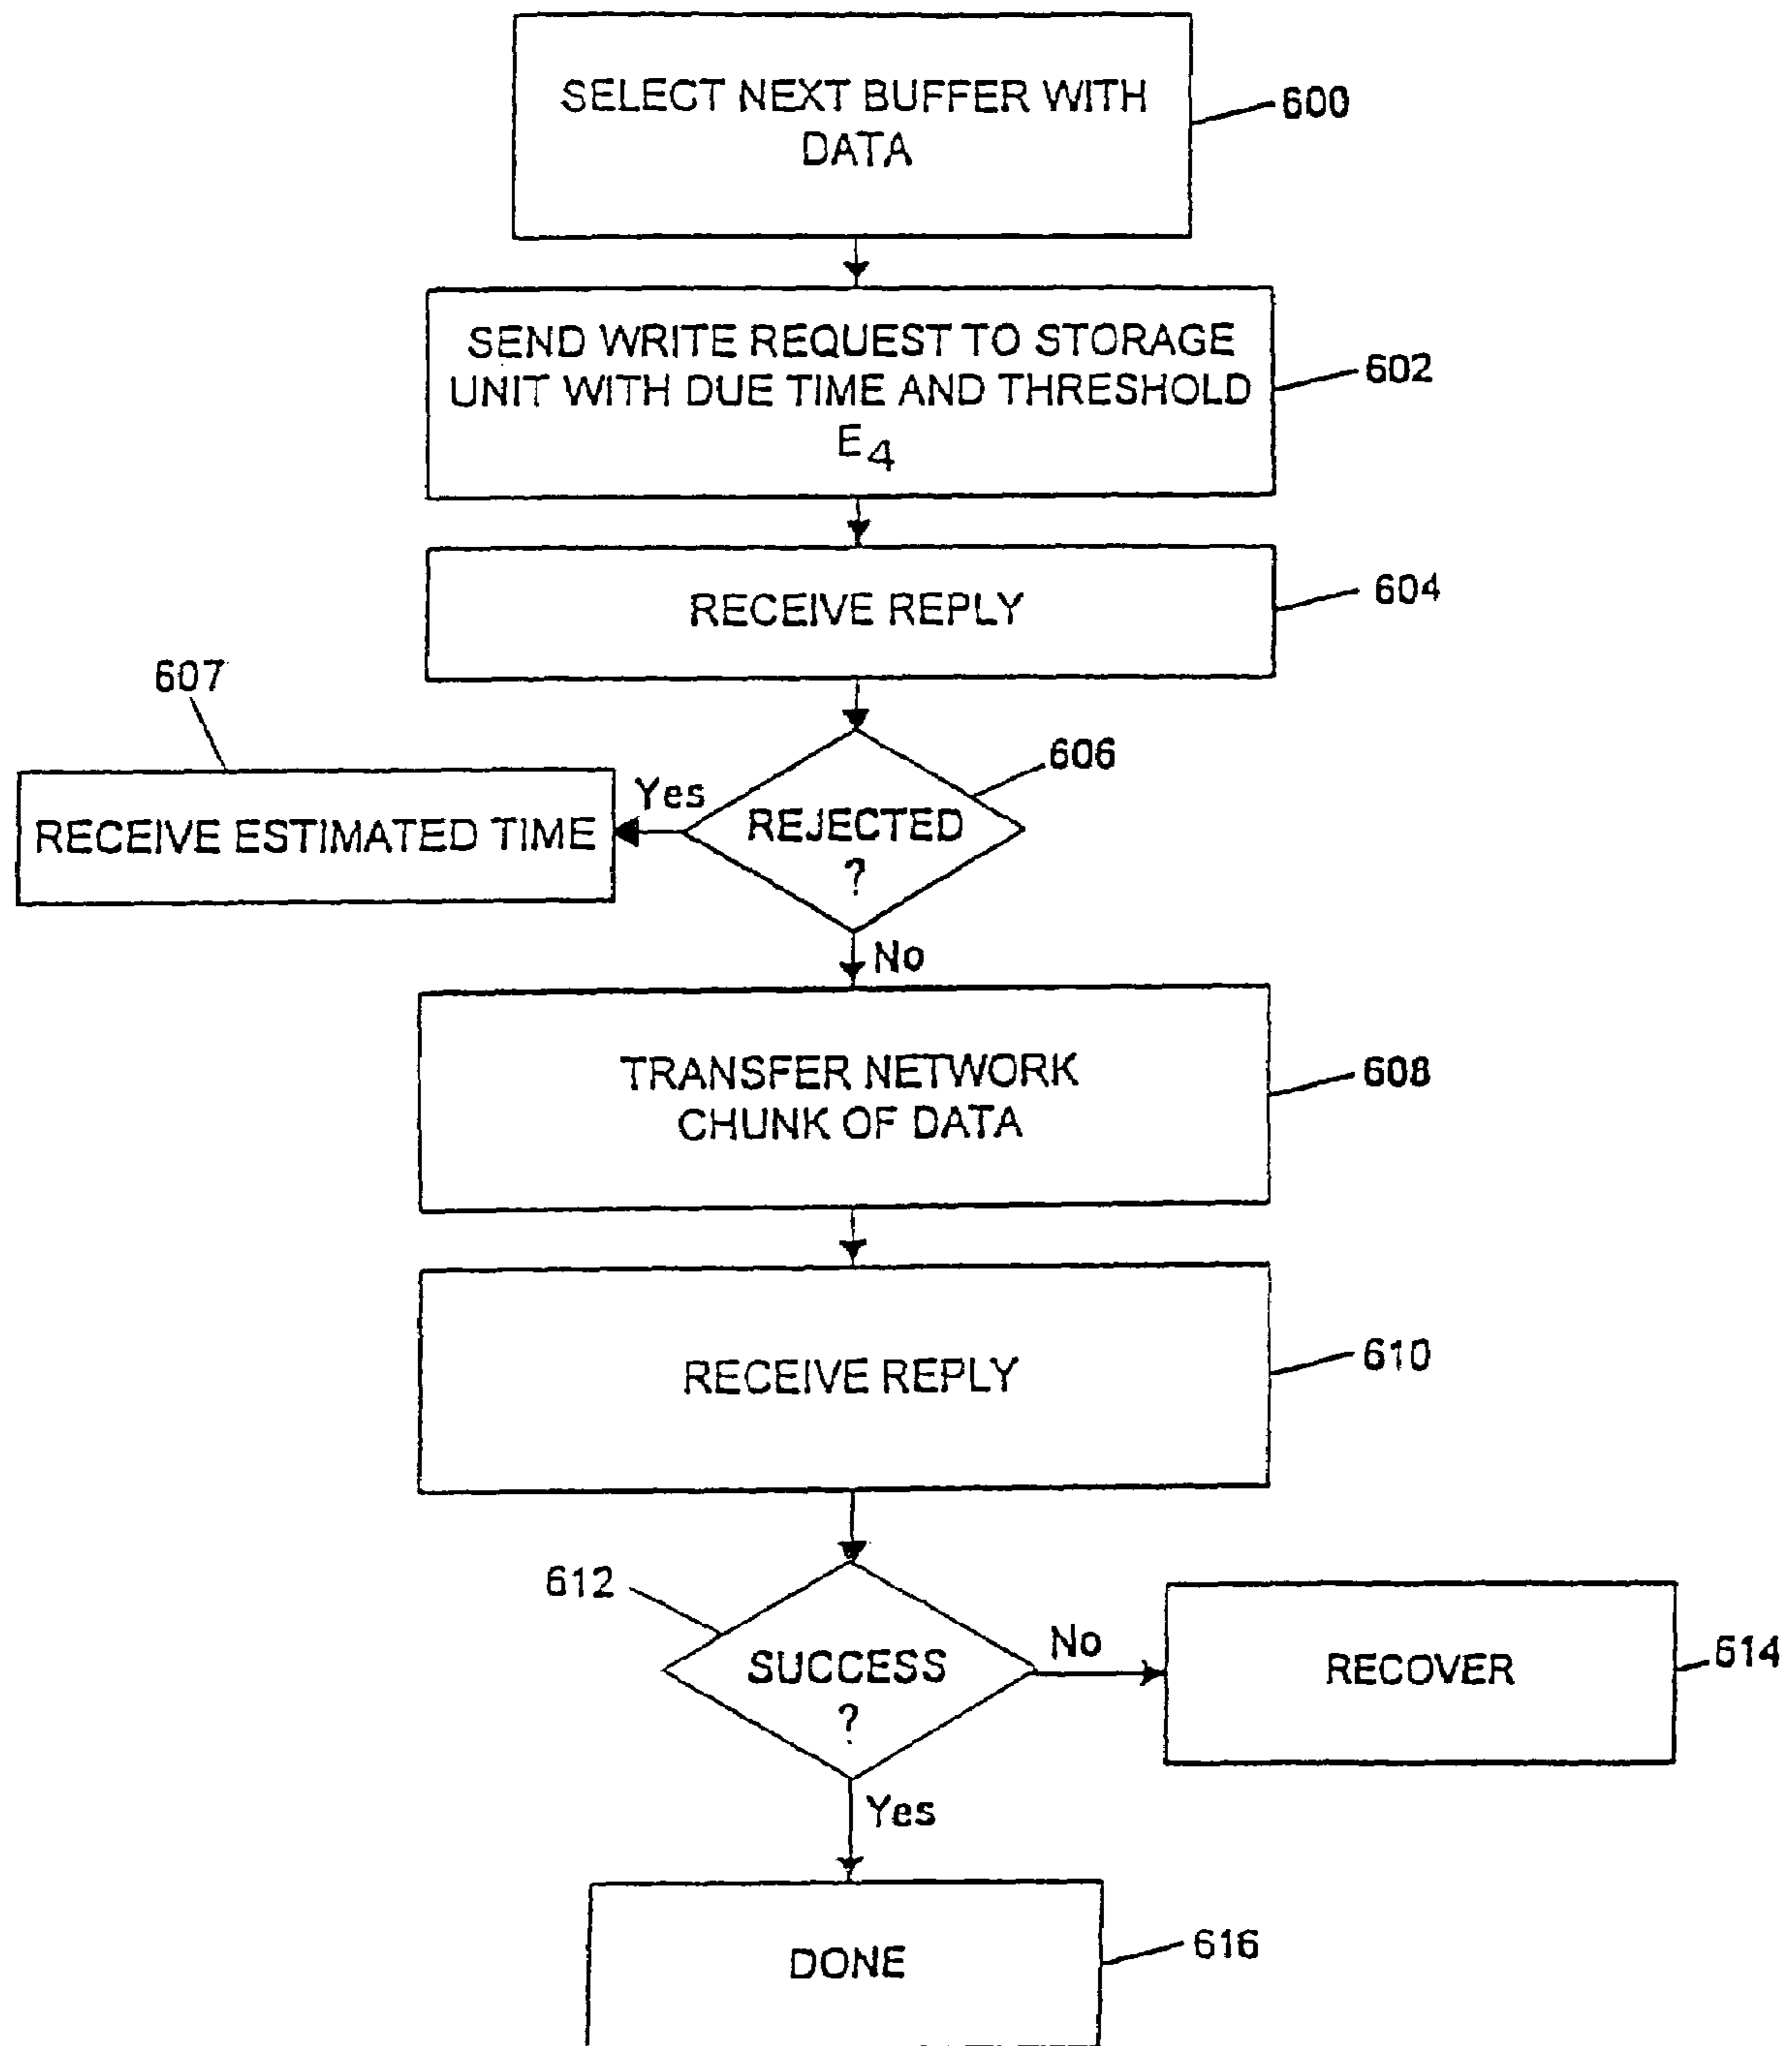 SELECT NEXT BUFFER WITH
DATA
600
SEND WRITE REQUEST TO STORAGE
UNIT WITH DUE TIME AND THRESHOLD
E4
602
RECEIVE REPLY
604
607
606
Yes
REJECTED
?
RECEIVE ESTIMATED TIME
No
TRANSFER NETWORK
CHUNK OF DATA
608
RECEIVE REPLY
610
612
SUCCESS
?
No
RECOVER
614
Yes
DONE
616